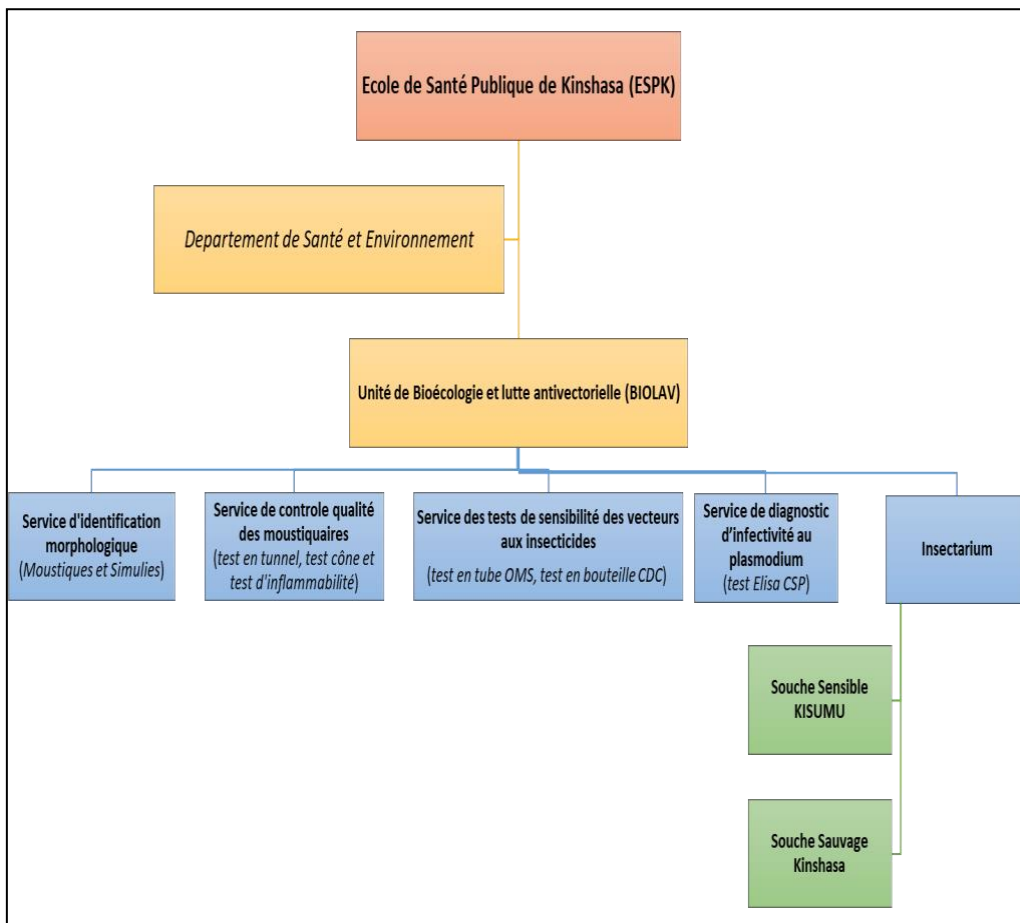 Ecole de Santé Publique de Kinshasa (ESPK)
Departement de Santé et Environnement
Unité de Bioécologie et lutte antivectorielle (BIOLAV)
Service d'identification
morphologique
(Moustiques et Simulies)
Service de controle qualité
des moustiquaires
(test en tunnel, test cône et
test d'inflammabilité)
Service des tests de sensibilité des vecteurs
aux insecticides
(test en tube OMS, test en bouteille CDC)
Service de diagnostic
d’infectivité au
plasmodium
(test Elisa CSP)
Insectarium
Souche Sensible
KISUMU
Souche Sauvage
Kinshasa